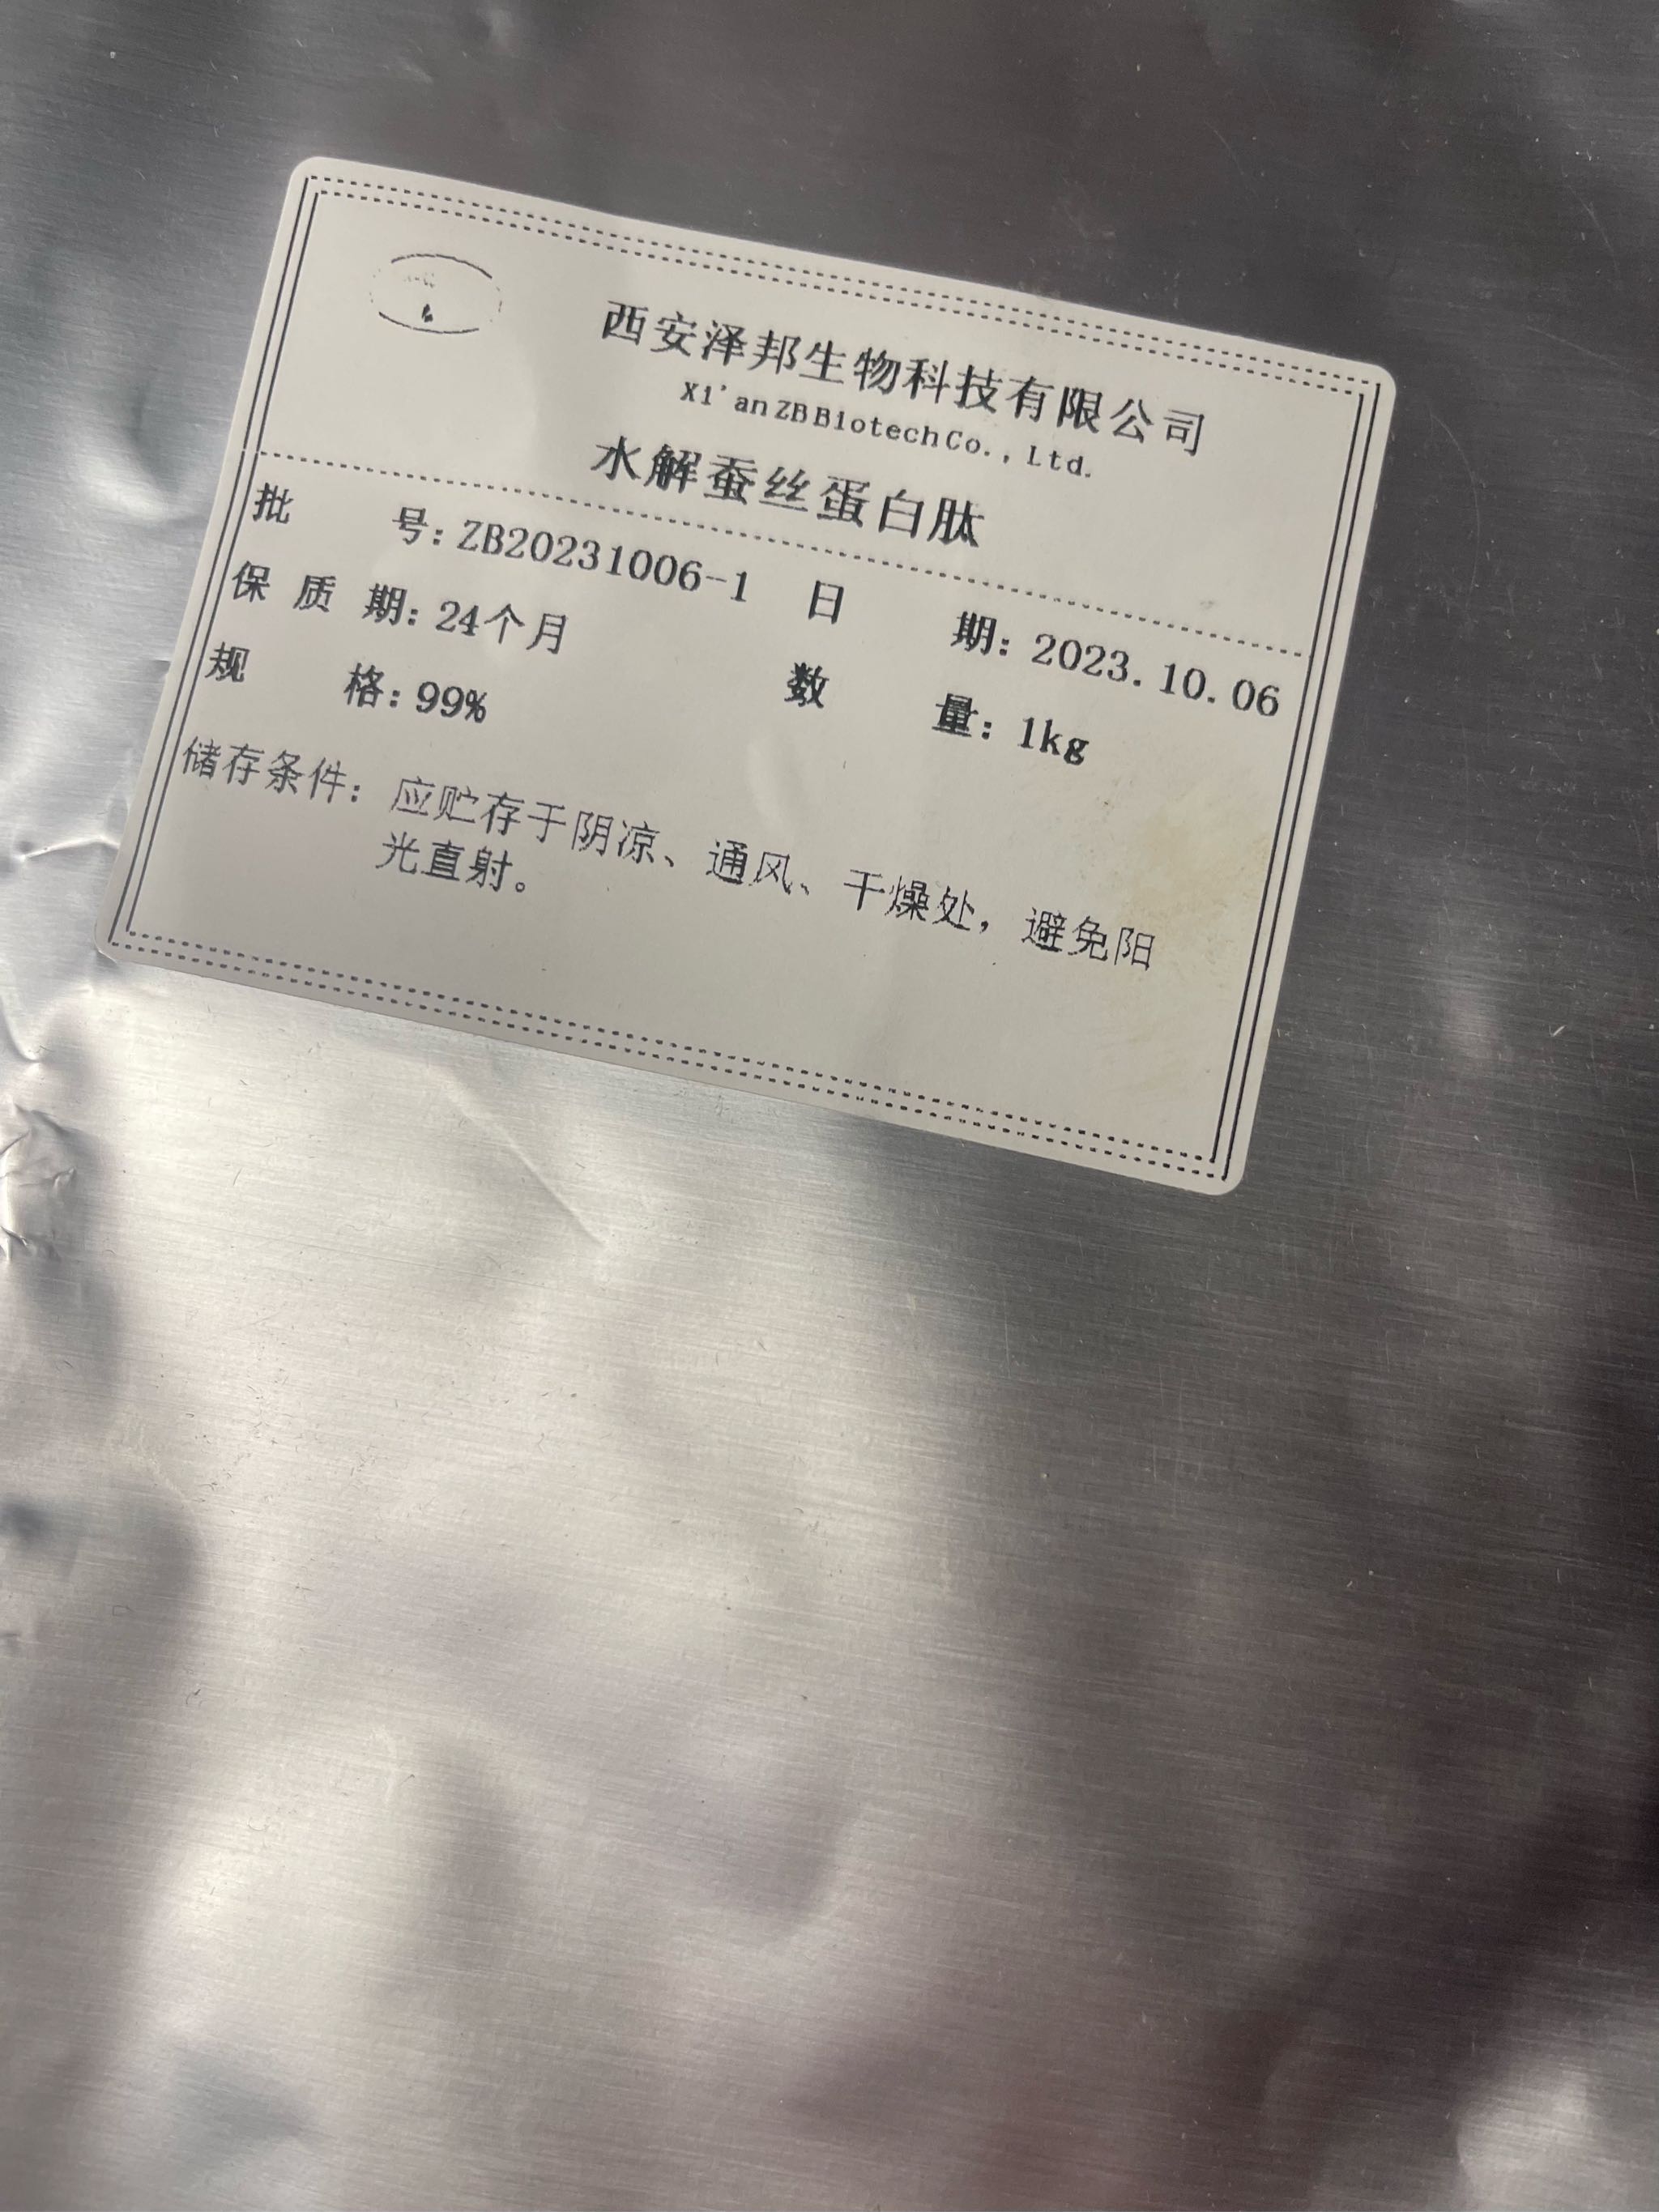 西安泽邦生物科技有限公司
Xi'an ZB Biotech Co., Ltd.
水解蚕丝蛋白肽
批号: ZB20231006-1 日期: 2023.10.06
保质期: 24个月 数量: 1kg
规格: 99%
储存条件: 应贮存于阴凉、通风、干燥处，避免阳
光直射。